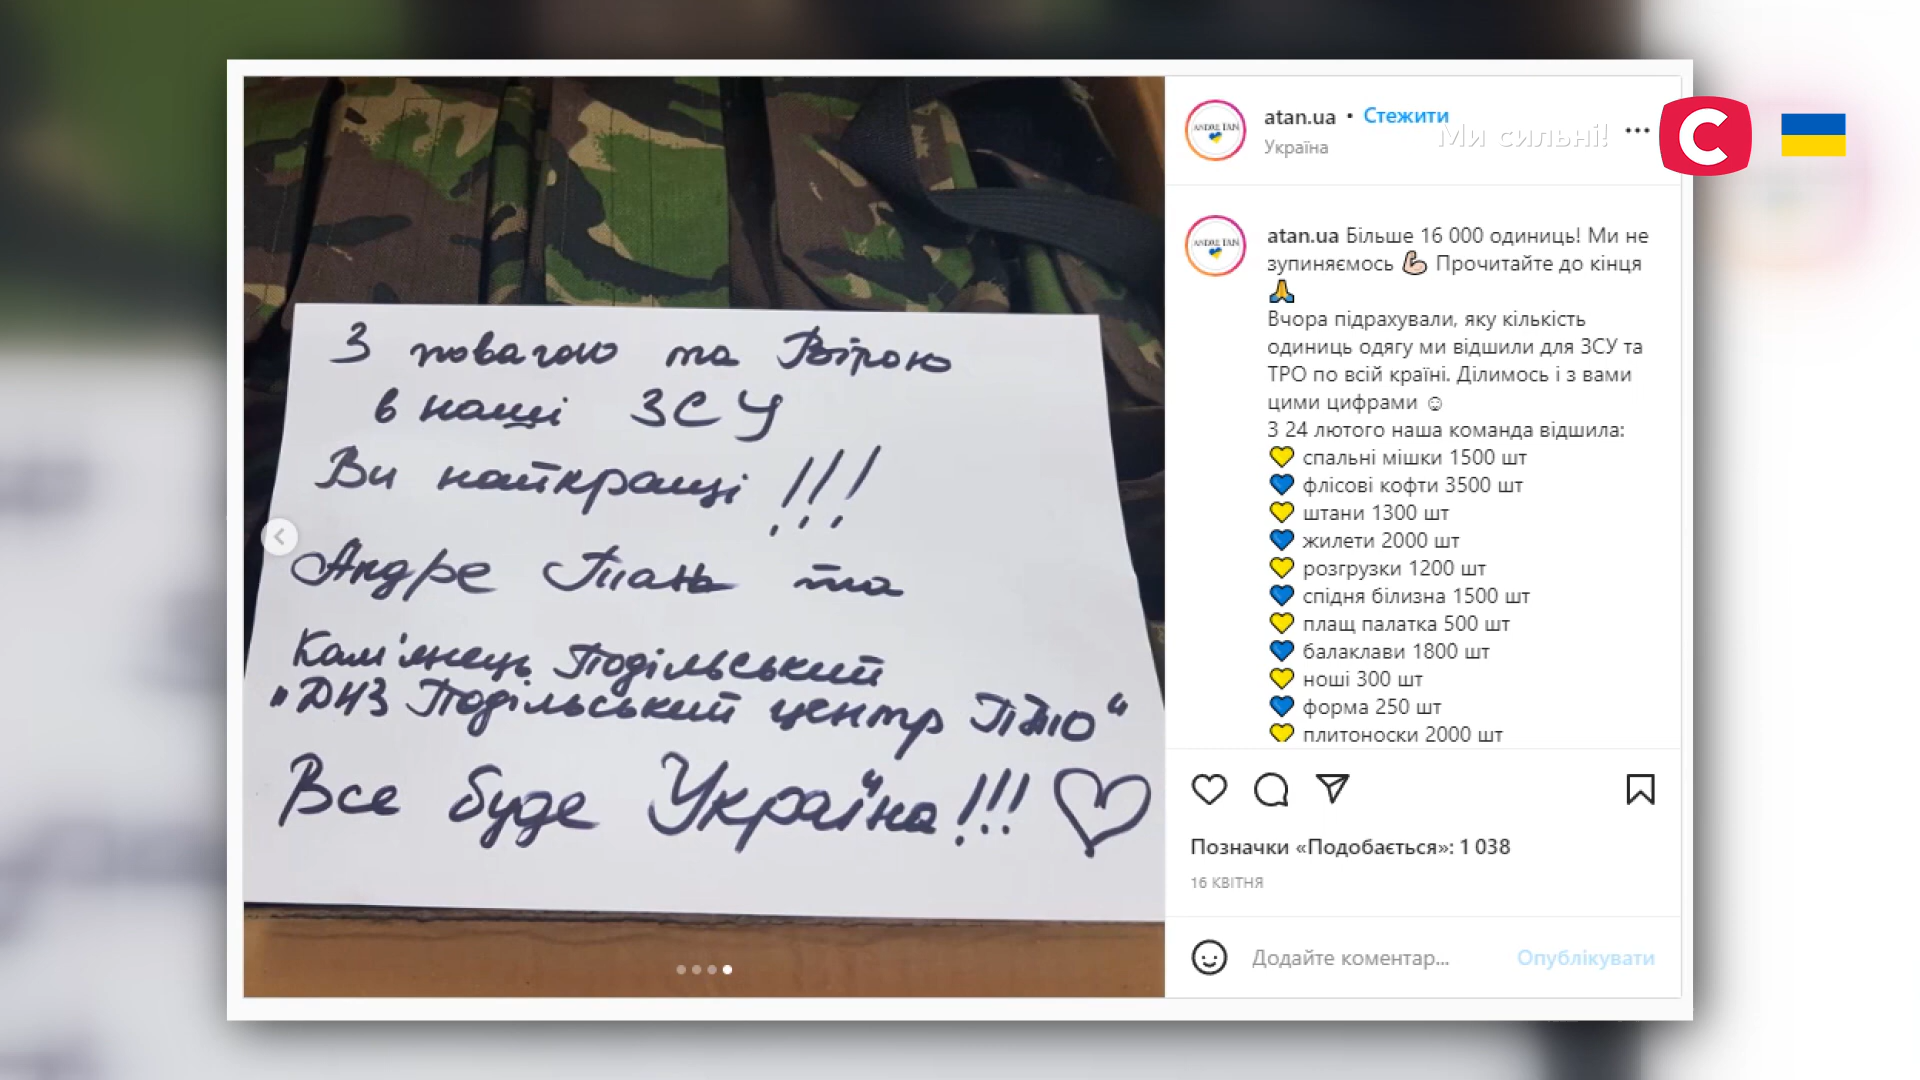 З повагою та Вірою
в наші ЗСУ
Ви найкращі !!!
Андре Тань та
Кам'янець Подільський
"ДНЗ Подільський центр ПТО"
Все буде Україна!!!
atan.ua • Стежити
Україна
Ми сильні!
C
ANDRE TAN
ANDRE TAN
atan.ua Більше 16 000 одиниць! Ми не
зупиняємось 💪🏻 Прочитайте до кінця
🙏
Вчора підрахували, яку кількість
одиниць одягу ми відшили для ЗСУ та
ТРО по всій країні. Ділимось і з вами
цими цифрами ☺
З 24 лютого наша команда відшила:
💛 спальні мішки 1500 шт
💙 флісові кофти 3500 шт
💛 штани 1300 шт
💙 жилети 2000 шт
💛 розгрузки 1200 шт
💙 спідня білизна 1500 шт
💛 плащ палатка 500 шт
💙 балаклави 1800 шт
💛 ноші 300 шт
💙 форма 250 шт
💛 плитоноски 2000 шт
Позначки «Подобається»: 1 038
16 КВІТНЯ
Додайте коментар... Опублікувати